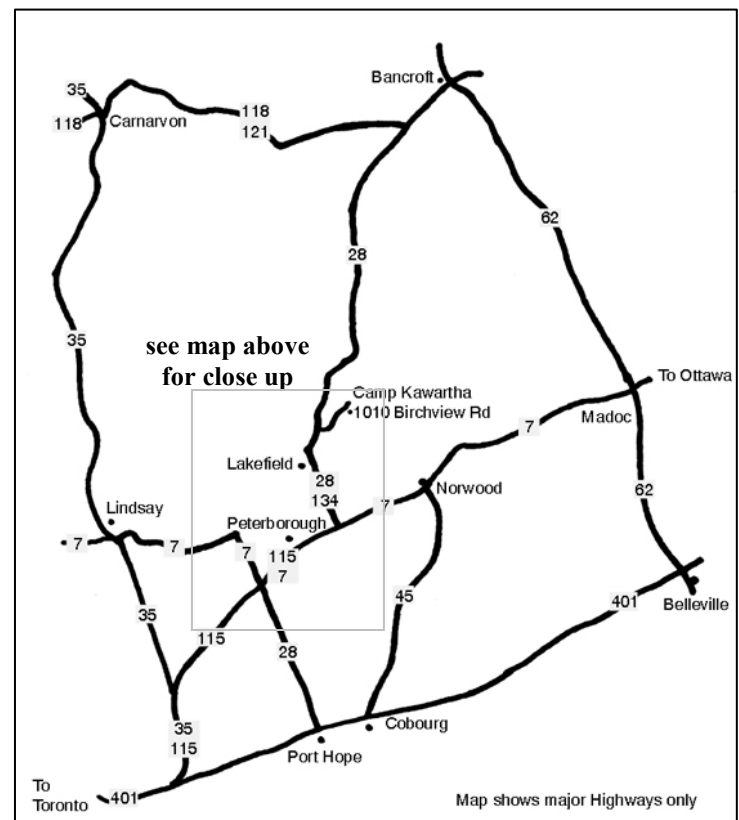 Bancroft
35
118
Carnarvon
118
121
62
28
35
see map above
for close up
To Ottawa
Camp Kawartha
1010 Birchview Rd
Madoc
7
Lakefield
28
134
7
Norwood
62
Lindsay
Peterborough
7
7
7
115
7
45
401
Belleville
35
115
28
35
115
Cobourg
Port Hope
To
Toronto
401
Map shows major Highways only